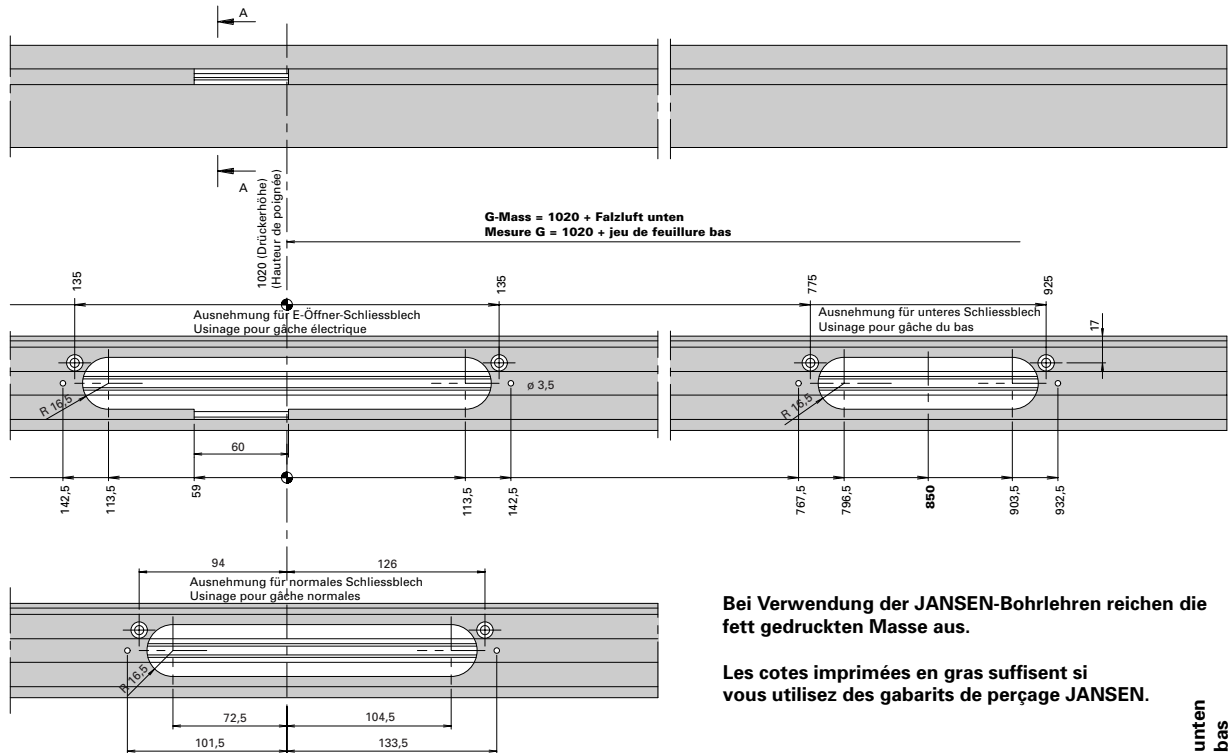 A
A
1020 (Drückerhöhe)
(Hauteur de poignée)
G-Mass = 1020 + Falzluft unten
Mesure G = 1020 + jeu de feuillure bas
135
135
775
925
Ausnehmung für E-Öffner-Schliessblech
Usinage pour gâche électrique
Ausnehmung für unteres Schliessblech
Usinage pour gâche du bas
17
R 16,5
ø 3,5
R 16,5
60
142,5
113,5
59
113,5
142,5
767,5
796,5
850
903,5
932,5
94
126
Ausnehmung für normales Schliessblech
Usinage pour gâche normales
R 16,5
72,5
104,5
101,5
133,5
Bei Verwendung der JANSEN-Bohrlehren reichen die
fett gedruckten Masse aus.
Les cotes imprimées en gras suffisent si
vous utilisez des gabarits de perçage JANSEN.
unten
bas